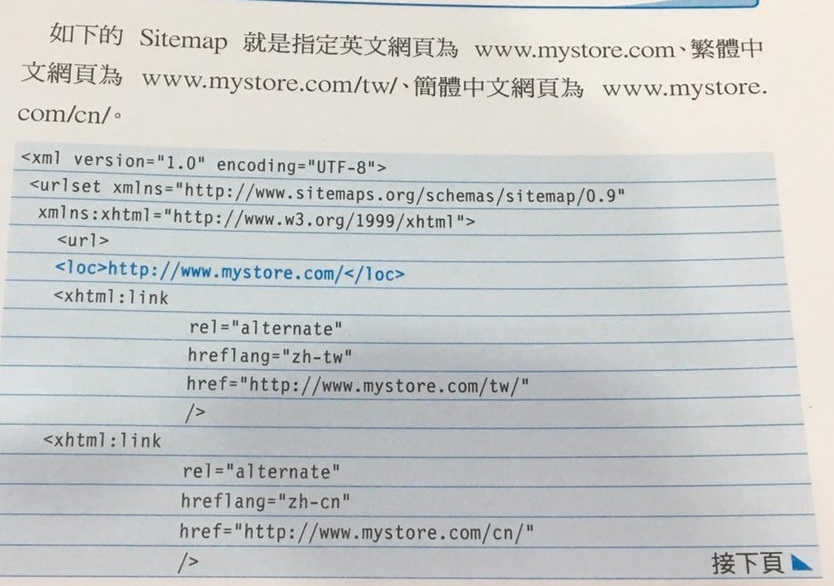 如下的 Sitemap 就是指定英文網頁為 www.mystore.com、繁體中
文網頁為 www.mystore.com/tw/、簡體中文網頁為 www.mystore.
com/cn/。
<xml version="1.0" encoding="UTF-8">
<urlset xmlns="http://www.sitemaps.org/schemas/sitemap/0.9"
xmlns:xhtml="http://www.w3.org/1999/xhtml">
<url>
<loc>http://www.mystore.com/</loc>
<xhtml:link
rel="alternate"
hreflang="zh-tw"
href="http://www.mystore.com/tw/"
/>
<xhtml:link
rel="alternate"
hreflang="zh-cn"
href="http://www.mystore.com/cn/"
/>
接下頁